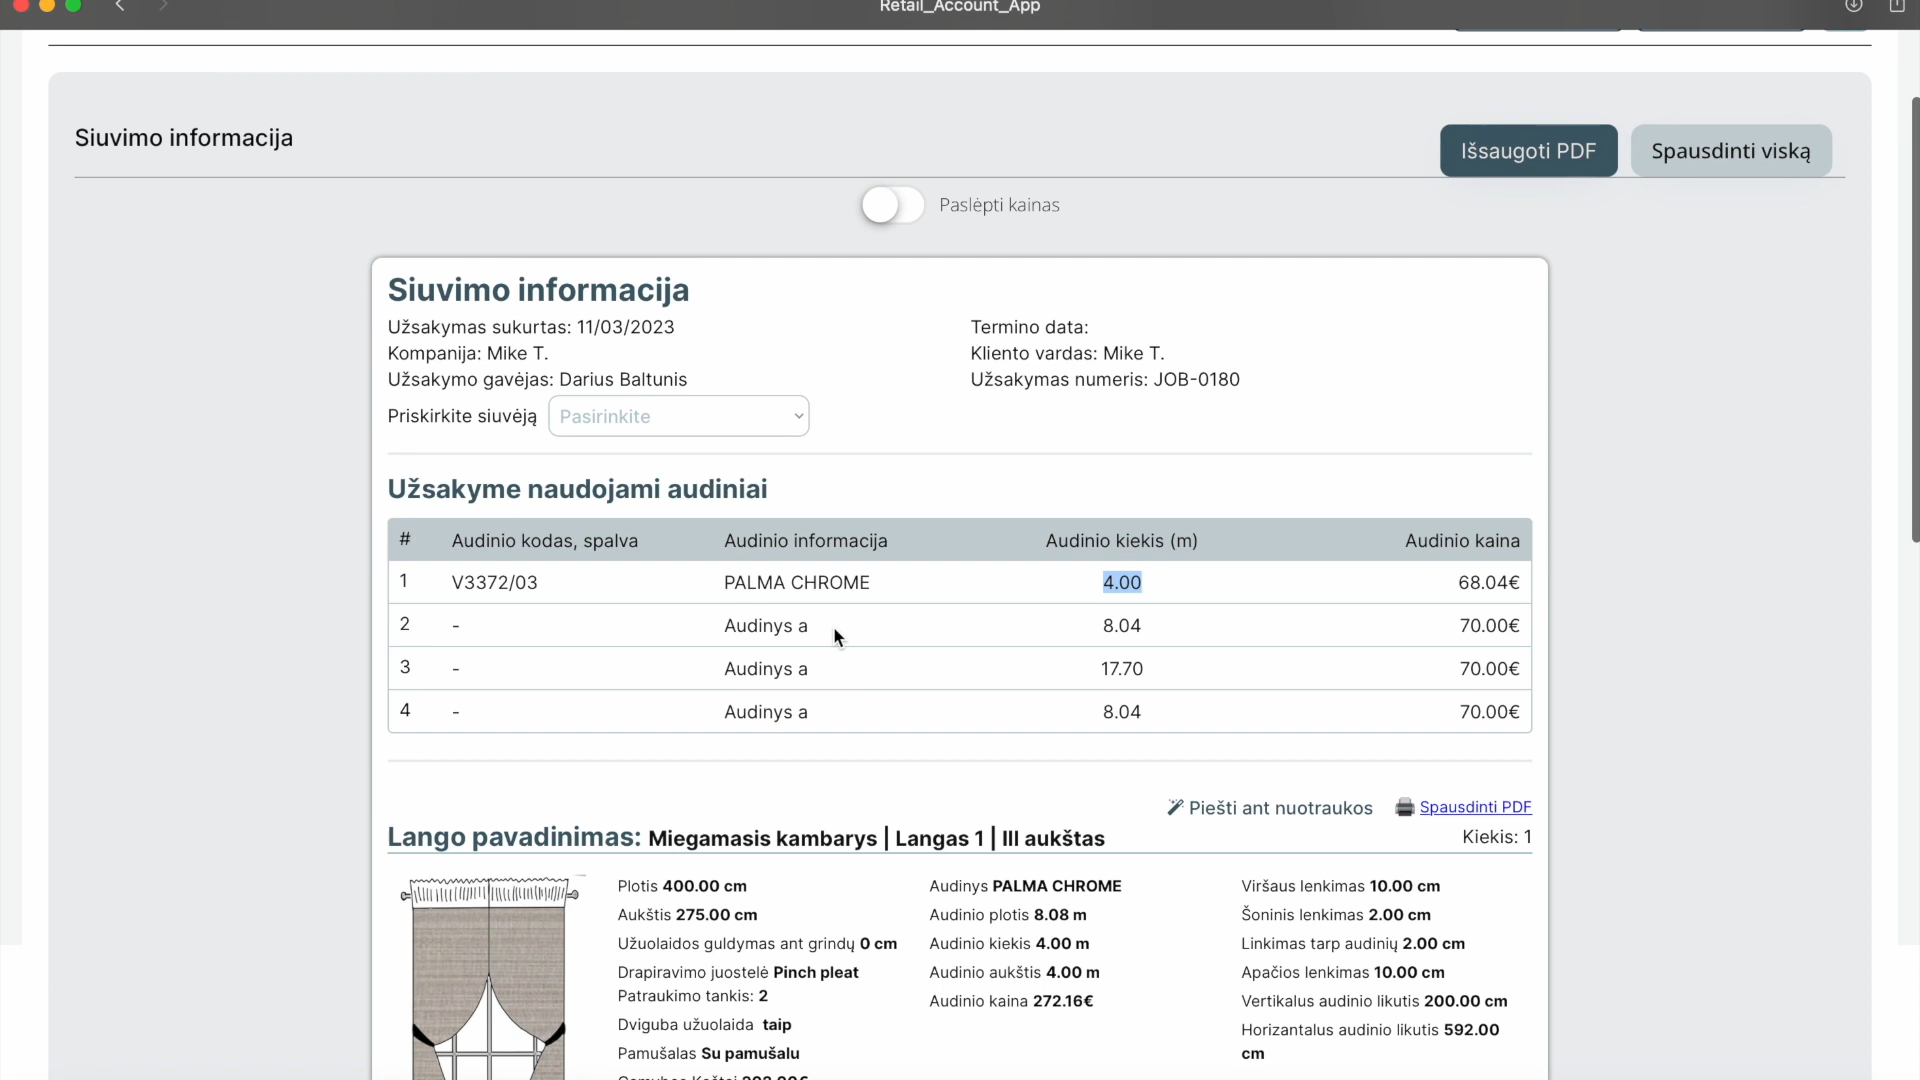 Retail_Account_App
Siuvimo informacija
Išsaugoti PDF
Spausdinti viską
Paslėpti kainas
Siuvimo informacija
Užsakymas sukurtas: 11/03/2023
Termino data:
Kompanija: Mike T.
Kliento vardas: Mike T.
Užsakymo gavėjas: Darius Baltunis
Užsakymas numeris: JOB-0180
Priskirkite siuvėją Pasirinkite
Užsakyme naudojami audiniai
# Audinio kodas, spalva Audinio informacija Audinio kiekis (m) Audinio kaina
1 V3372/03 PALMA CHROME 4.00 68.04€
2 - Audinys a 8.04 70.00€
3 - Audinys a 17.70 70.00€
4 - Audinys a 8.04 70.00€
Piešti ant nuotraukos Spausdinti PDF
Lango pavadinimas: Miegamasis kambarys | Langas 1 | III aukštas
Kiekis: 1
Plotis 400.00 cm
Aukštis 275.00 cm
Užuolaidos guldymas ant grindų 0 cm
Drapiravimo juostelė Pinch pleat
Patraukimo tankis: 2
Dviguba užuolaida taip
Pamušalas Su pamušalu
Audinys PALMA CHROME
Audinio plotis 8.08 m
Audinio kiekis 4.00 m
Audinio aukštis 4.00 m
Audinio kaina 272.16€
Viršaus lenkimas 10.00 cm
Šoninis lenkimas 2.00 cm
Linkimas tarp audinių 2.00 cm
Apačios lenkimas 10.00 cm
Vertikalus audinio likutis 200.00 cm
Horizantalus audinio likutis 592.00
cm